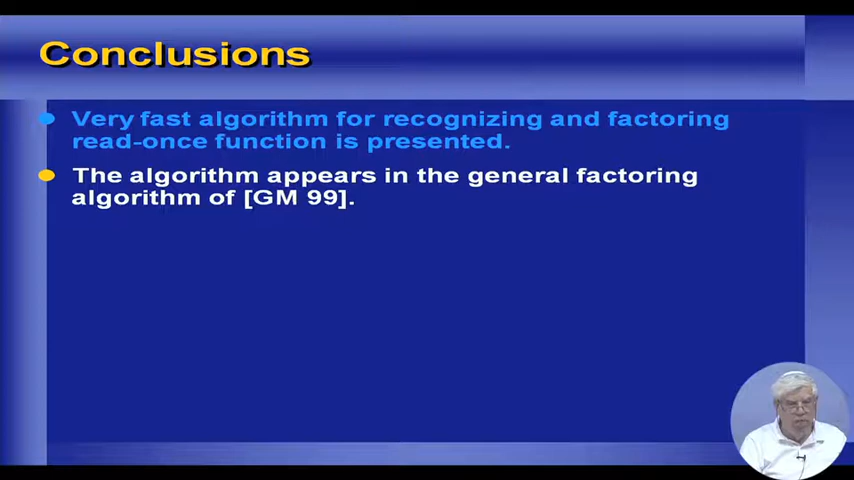 Conclusions
Very fast algorithm for recognizing and factoring
read-once function is presented.
The algorithm appears in the general factoring
algorithm of [GM 99].